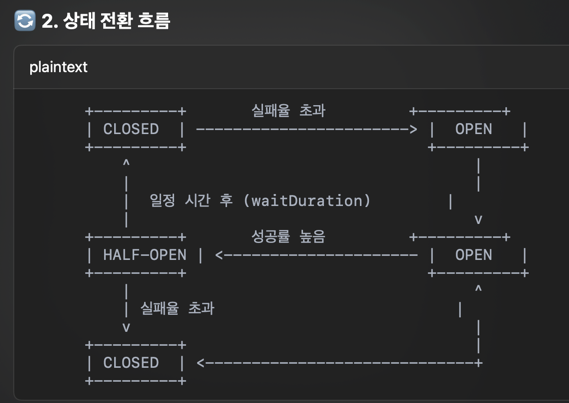 🔄 2. 상태 전환 흐름
plaintext
+---------+        실패율 초과          +---------+
| CLOSED  | ------------------------> |  OPEN   |
+---------+                           +---------+
    ^                                      |
    |                                      |
    |  일정 시간 후 (waitDuration)         |
    |                                      v
+---------+        성공률 높음          +---------+
| HALF-OPEN | <---------------------- |  OPEN   |
+---------+                           +---------+
    |                                      ^
    | 실패율 초과                           |
    v                                      |
+---------+                                |
| CLOSED  | <------------------------------+
+---------+